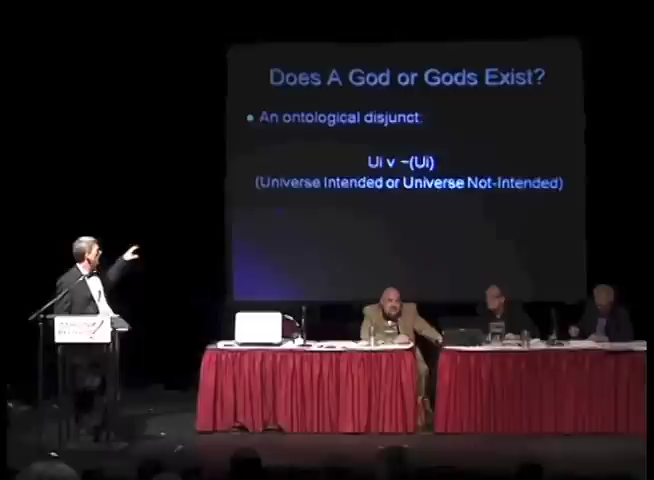 Does A God or Gods Exist?
• An ontological disjunct:
Ui v ~(Ui)
(Universe Intended or Universe Not-Intended)